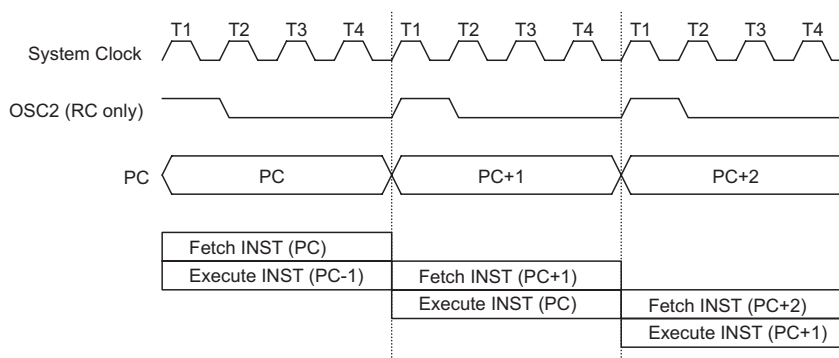 T1 T2 T3 T4 T1 T2 T3 T4 T1 T2 T3 T4
System Clock
OSC2 (RC only)
PC PC PC+1 PC+2
Fetch INST (PC)
Execute INST (PC-1) Fetch INST (PC+1)
Execute INST (PC) Fetch INST (PC+2)
Execute INST (PC+1)